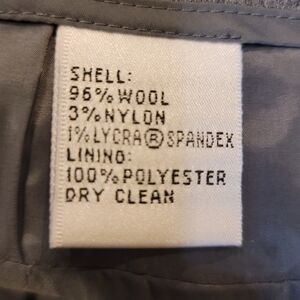 SHELL:
96% WOOL
3% NYLON
1% LYCRA® SPANDEX
LINING:
100% POLYESTER
DRY CLEAN